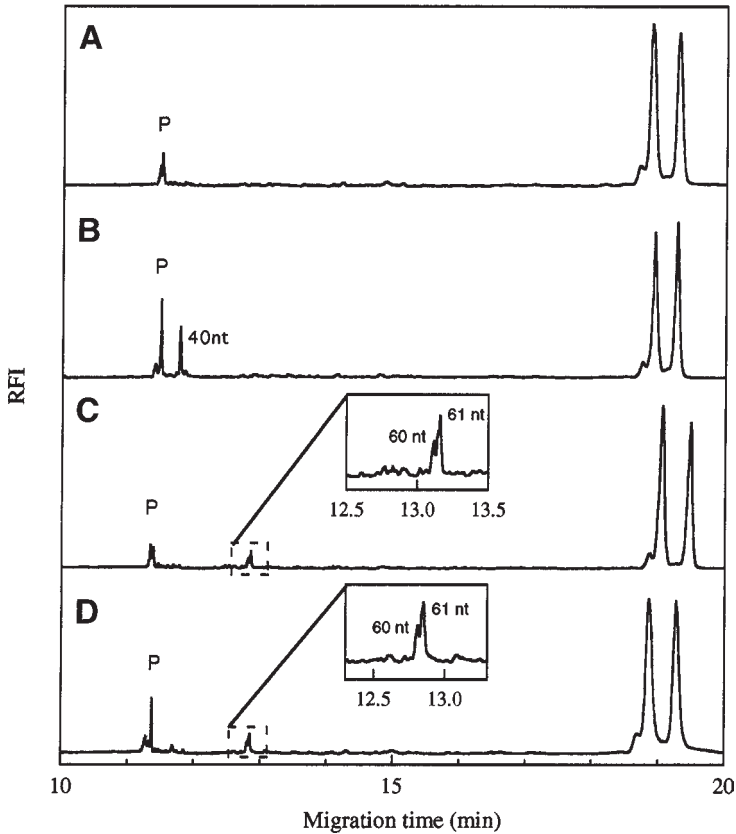 A
P
B
P
40nt
RFI
C
61 nt
60 nt
P
12.5 13.0 13.5
D
61 nt
60 nt
P
12.5 13.0
10 15 20
Migration time (min)